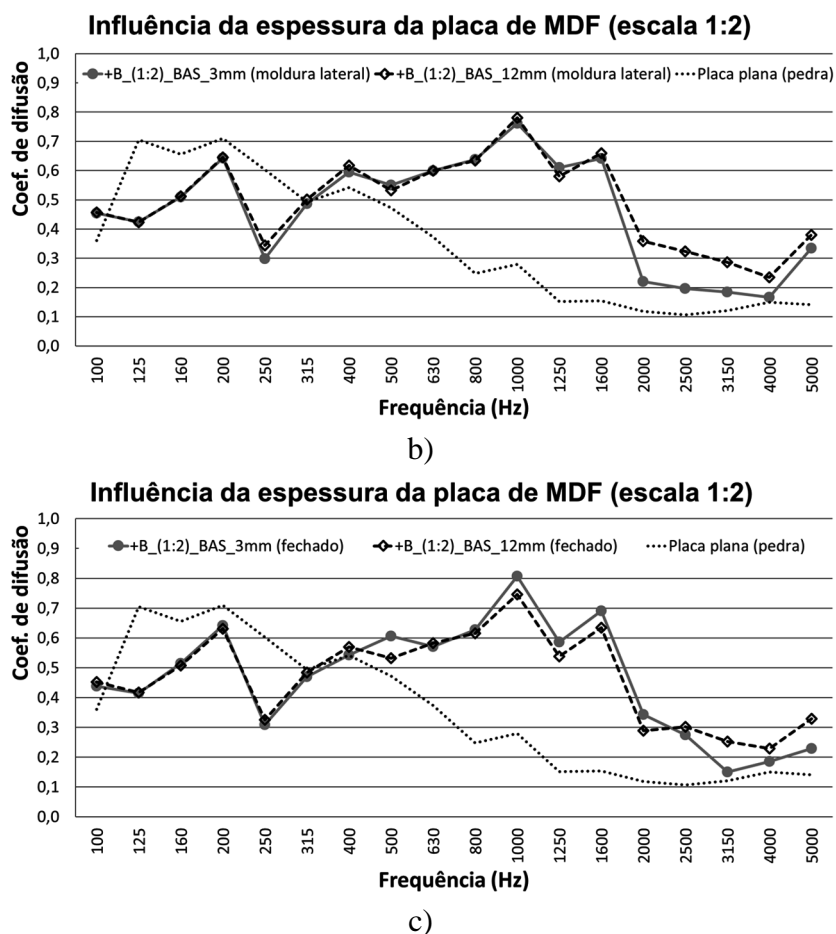 Influência da espessura da placa de MDF (escala 1:2)
+B_(1:2)_BAS_3mm (moldura lateral) +B_(1:2)_BAS_12mm (moldura lateral) Placa plana (pedra)
Coef. de difusão
1,0
0,9
0,8
0,7
0,6
0,5
0,4
0,3
0,2
0,1
0,0
100 125 160 200 250 315 400 500 630 800 1000 1250 1600 2000 2500 3150 4000 5000
Frequência (Hz)
b)
Influência da espessura da placa de MDF (escala 1:2)
+B_(1:2)_BAS_3mm (fechado) +B_(1:2)_BAS_12mm (fechado) Placa plana (pedra)
Coef. de difusão
1,0
0,9
0,8
0,7
0,6
0,5
0,4
0,3
0,2
0,1
0,0
100 125 160 200 250 315 400 500 630 800 1000 1250 1600 2000 2500 3150 4000 5000
Frequência (Hz)
c)